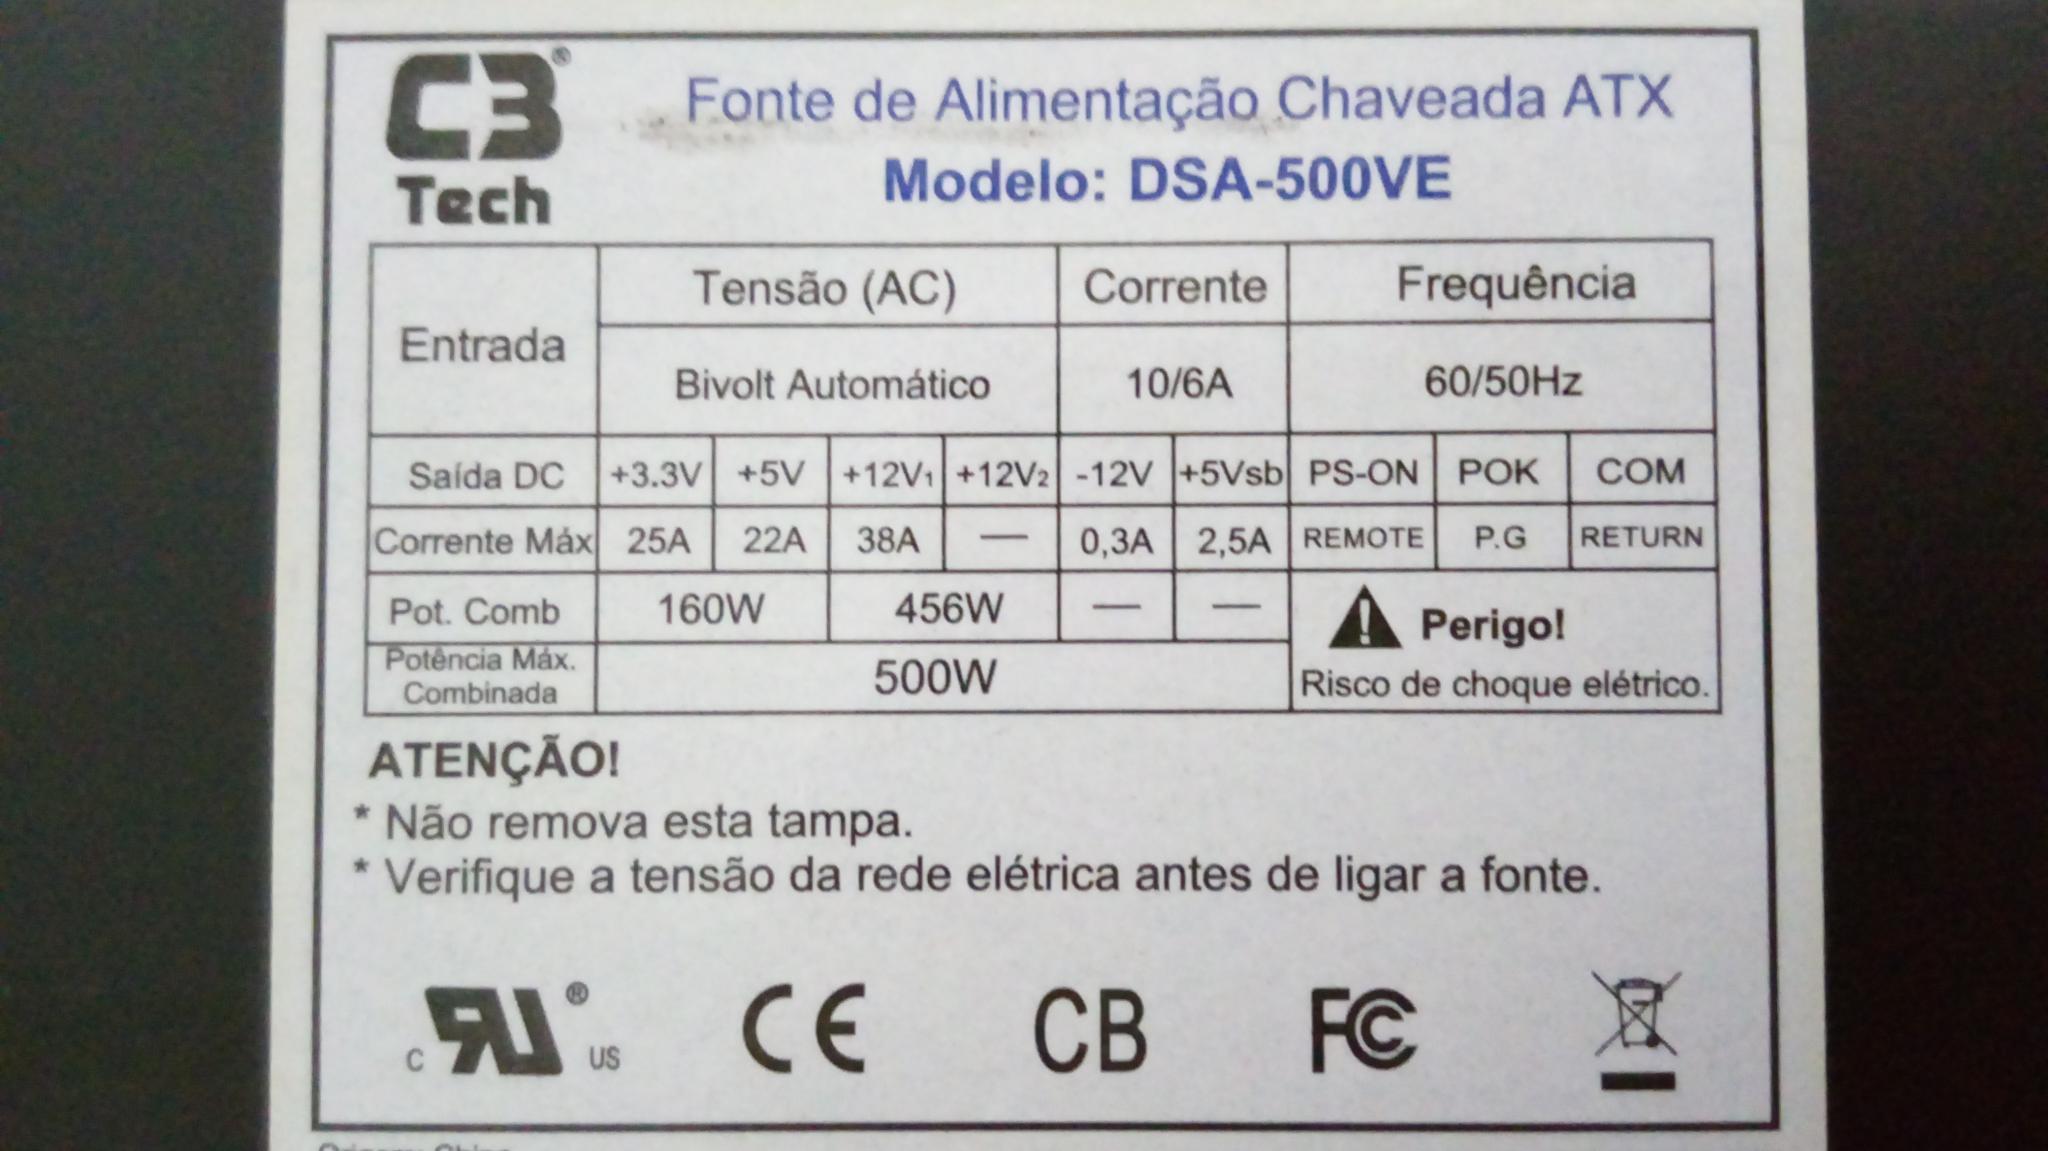 C3®
Tech
Fonte de Alimentação Chaveada ATX
Modelo: DSA-500VE
Entrada
Tensão (AC) Corrente Frequência
Bivolt Automático 10/6A 60/50Hz
Saída DC +3.3V +5V +12V₁ +12V₂ -12V +5Vsb PS-ON POK COM
Corrente Máx 25A 22A 38A — 0,3A 2,5A REMOTE P.G RETURN
Pot. Comb 160W 456W — —
Potência Máx.
Combinada 500W
Perigo!
Risco de choque elétrico.
ATENÇÃO!
* Não remova esta tampa.
* Verifique a tensão da rede elétrica antes de ligar a fonte.
C RU ® US CE CB FC